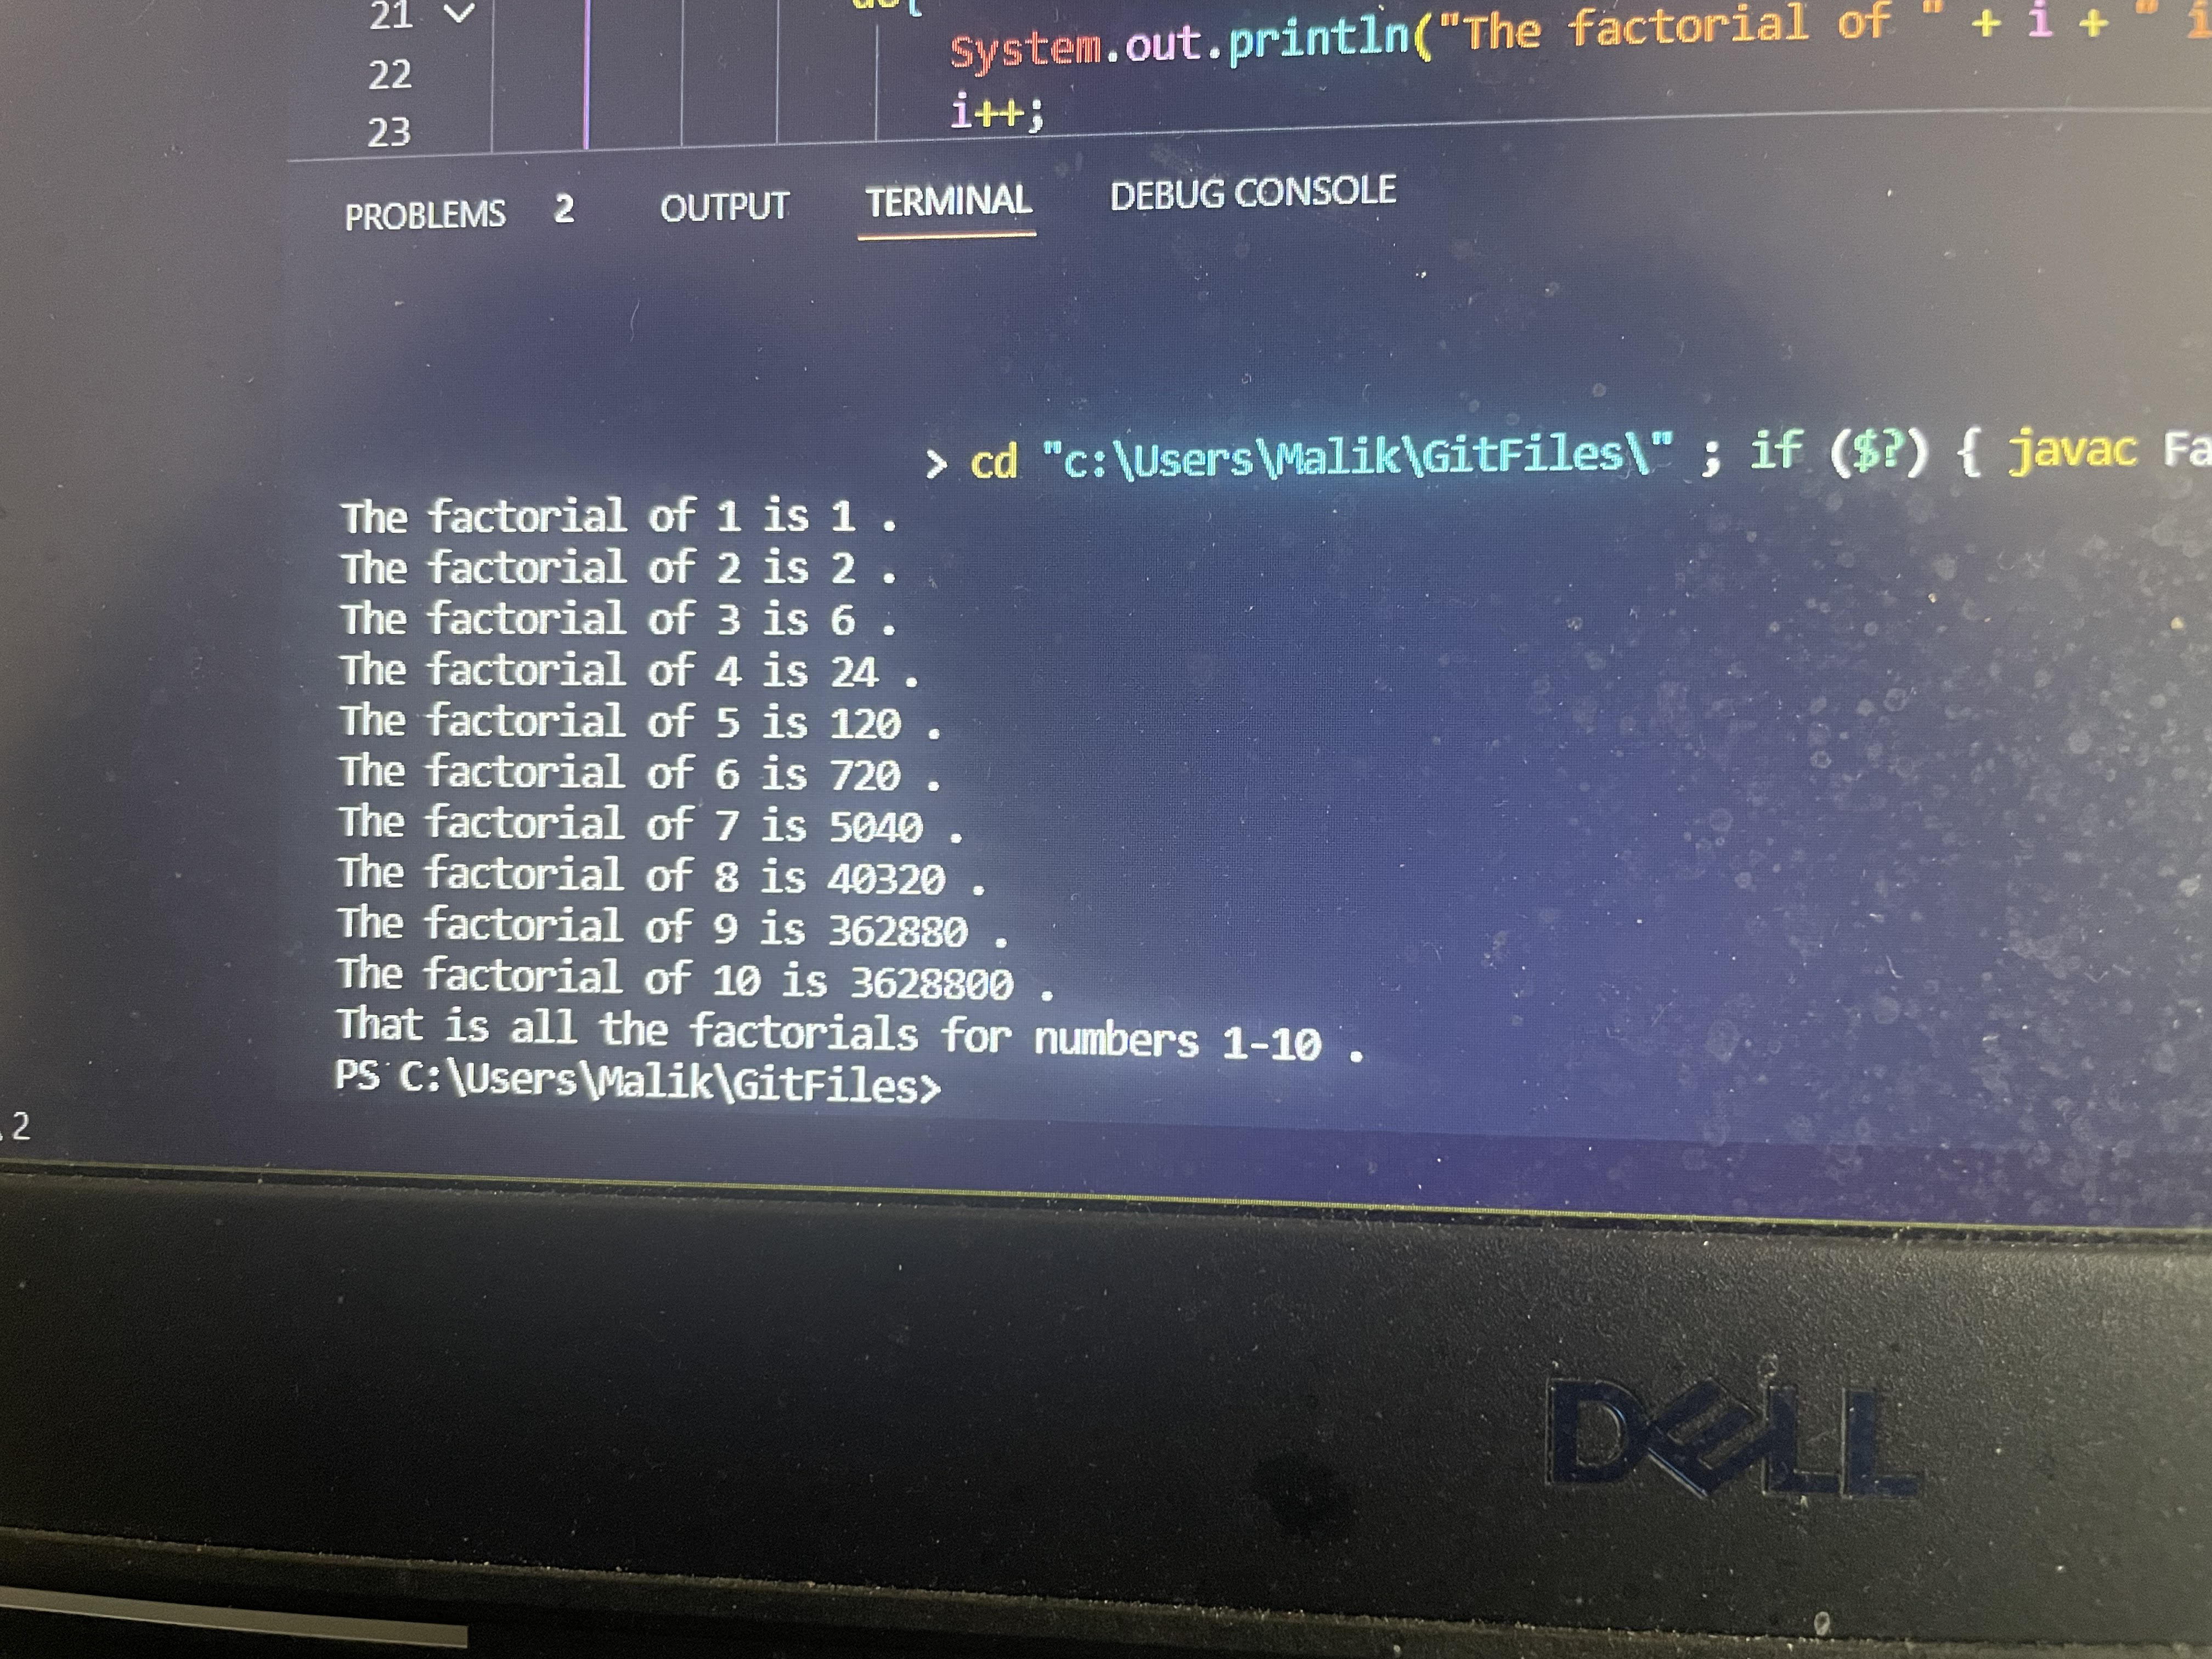 21
System.out.println("The factorial of " + i + " i
22
i++;
23
PROBLEMS 2 OUTPUT TERMINAL DEBUG CONSOLE
> cd "c:\Users\Malik\GitFiles\" ; if ($?) { javac Fa
The factorial of 1 is 1 .
The factorial of 2 is 2 .
The factorial of 3 is 6 .
The factorial of 4 is 24 .
The factorial of 5 is 120 .
The factorial of 6 is 720 .
The factorial of 7 is 5040 .
The factorial of 8 is 40320 .
The factorial of 9 is 362880 .
The factorial of 10 is 3628800 .
That is all the factorials for numbers 1-10 .
PS C:\Users\Malik\GitFiles>
2
DELL